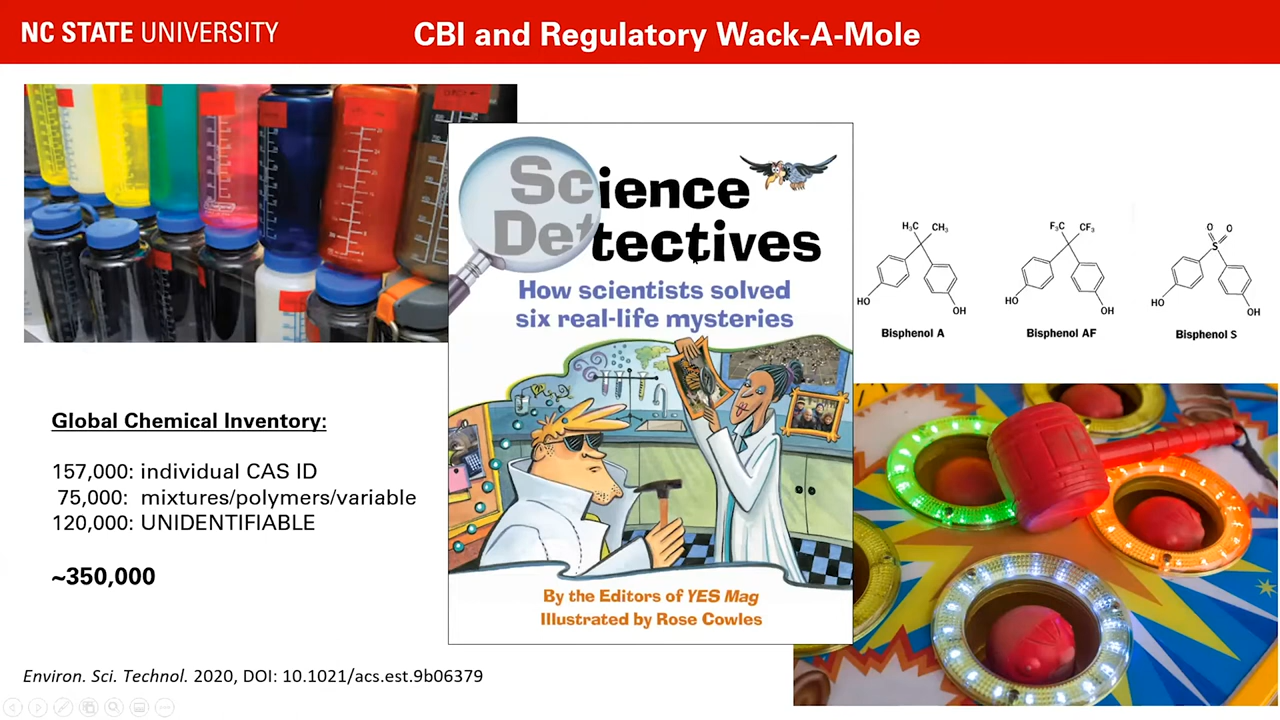 NC STATE UNIVERSITY
CBI and Regulatory Wack-A-Mole
Science
Detectives
How scientists solved
six real-life mysteries
By the Editors of YES Mag
Illustrated by Rose Cowles
H₃C CH₃
HO
OH
Bisphenol A
F₃C CF₃
HO
OH
Bisphenol AF
O O
S
HO
OH
Bisphenol S
Global Chemical Inventory:
157,000: individual CAS ID
75,000: mixtures/polymers/variable
120,000: UNIDENTIFIABLE
~350,000
Environ. Sci. Technol. 2020, DOI: 10.1021/acs.est.9b06379